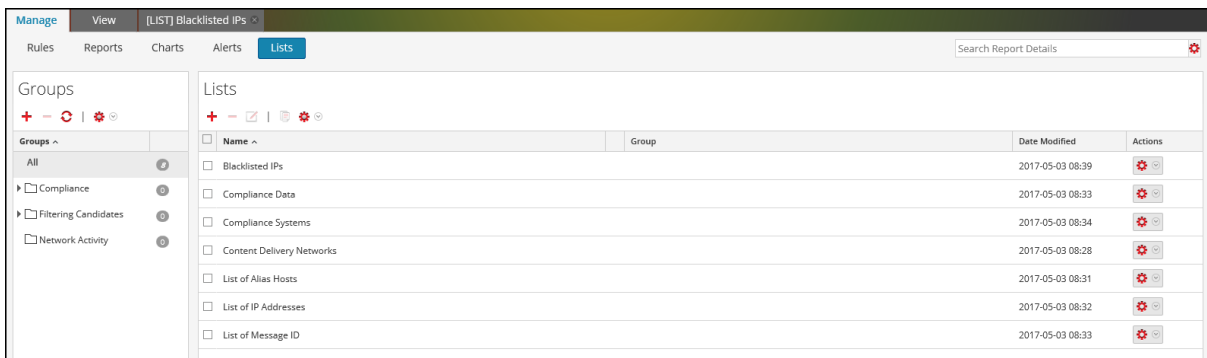 Manage View [LIST] Blacklisted IPs
Rules Reports Charts Alerts Lists
Search Report Details
Groups
Groups
All
Compliance 0
Filtering Candidates 0
Network Activity 0
Lists
Name Group Date Modified Actions
Blacklisted IPs 2017-05-03 08:39
Compliance Data 2017-05-03 08:33
Compliance Systems 2017-05-03 08:34
Content Delivery Networks 2017-05-03 08:28
List of Alias Hosts 2017-05-03 08:31
List of IP Addresses 2017-05-03 08:32
List of Message ID 2017-05-03 08:33